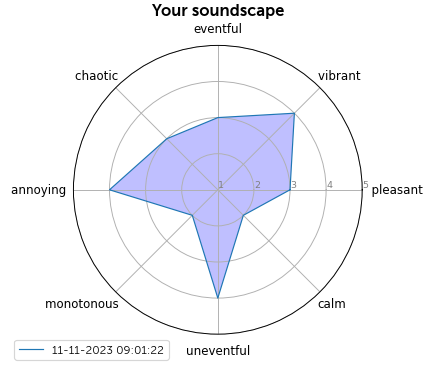 Your soundscape
eventful
chaotic
vibrant
annoying
1 2 3 4 5
pleasant
monotonous
calm
uneventful
11-11-2023 09:01:22